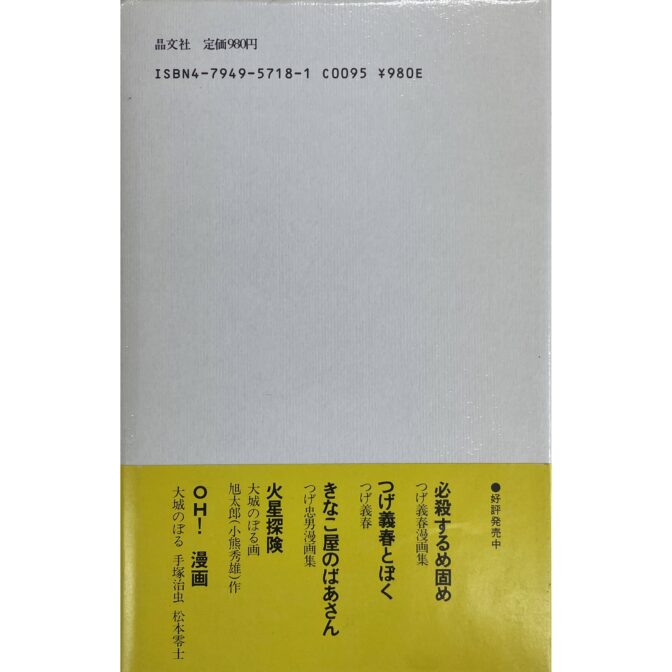 晶文社　定価980円
ISBN4-7949-5718-1 C0095 ¥980E
●好評発売中
必殺するめ固め
つげ義春漫画集
つげ義春とぼく
つげ義春
きなこ屋のばあさん
つげ忠男漫画集
火星探険
大城のぼる画
旭太郎(小熊秀雄)作
OH!　漫画
大城のぼる　手塚治虫　松本零士